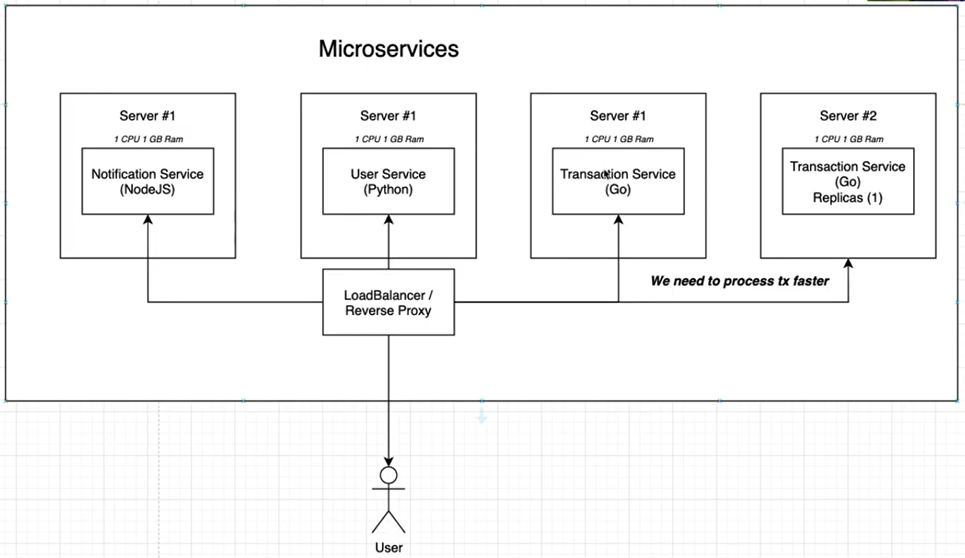 Microservices
Server #1
1 CPU 1 GB Ram
Notification Service
(NodeJS)
Server #1
1 CPU 1 GB Ram
User Service
(Python)
Server #1
1 CPU 1 GB Ram
Transaction Service
(Go)
Server #2
1 CPU 1 GB Ram
Transaction Service
(Go)
Replicas (1)
We need to process tx faster
LoadBalancer /
Reverse Proxy
User